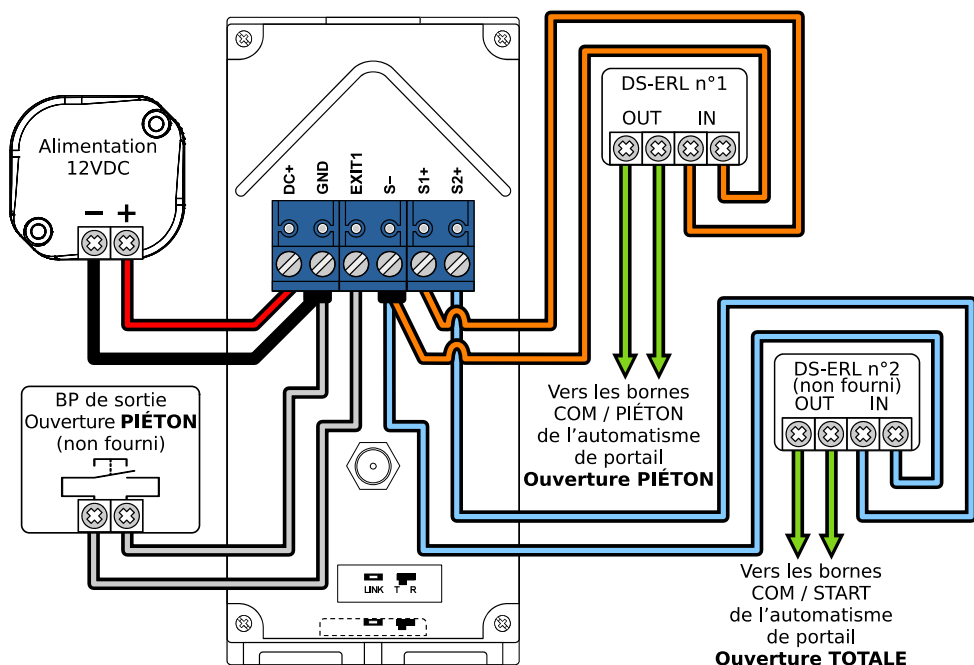 Alimentation
12VDC
− +
DC+
GND
EXIT1
S−
S1+
S2+
DS-ERL n°1
OUT IN
BP de sortie
Ouverture PIÉTON
(non fourni)
Vers les bornes
COM / PIÉTON
de l’automatisme
de portail
Ouverture PIÉTON
DS-ERL n°2
(non fourni)
OUT IN
LINK T R
Vers les bornes
COM / START
de l’automatisme
de portail
Ouverture TOTALE